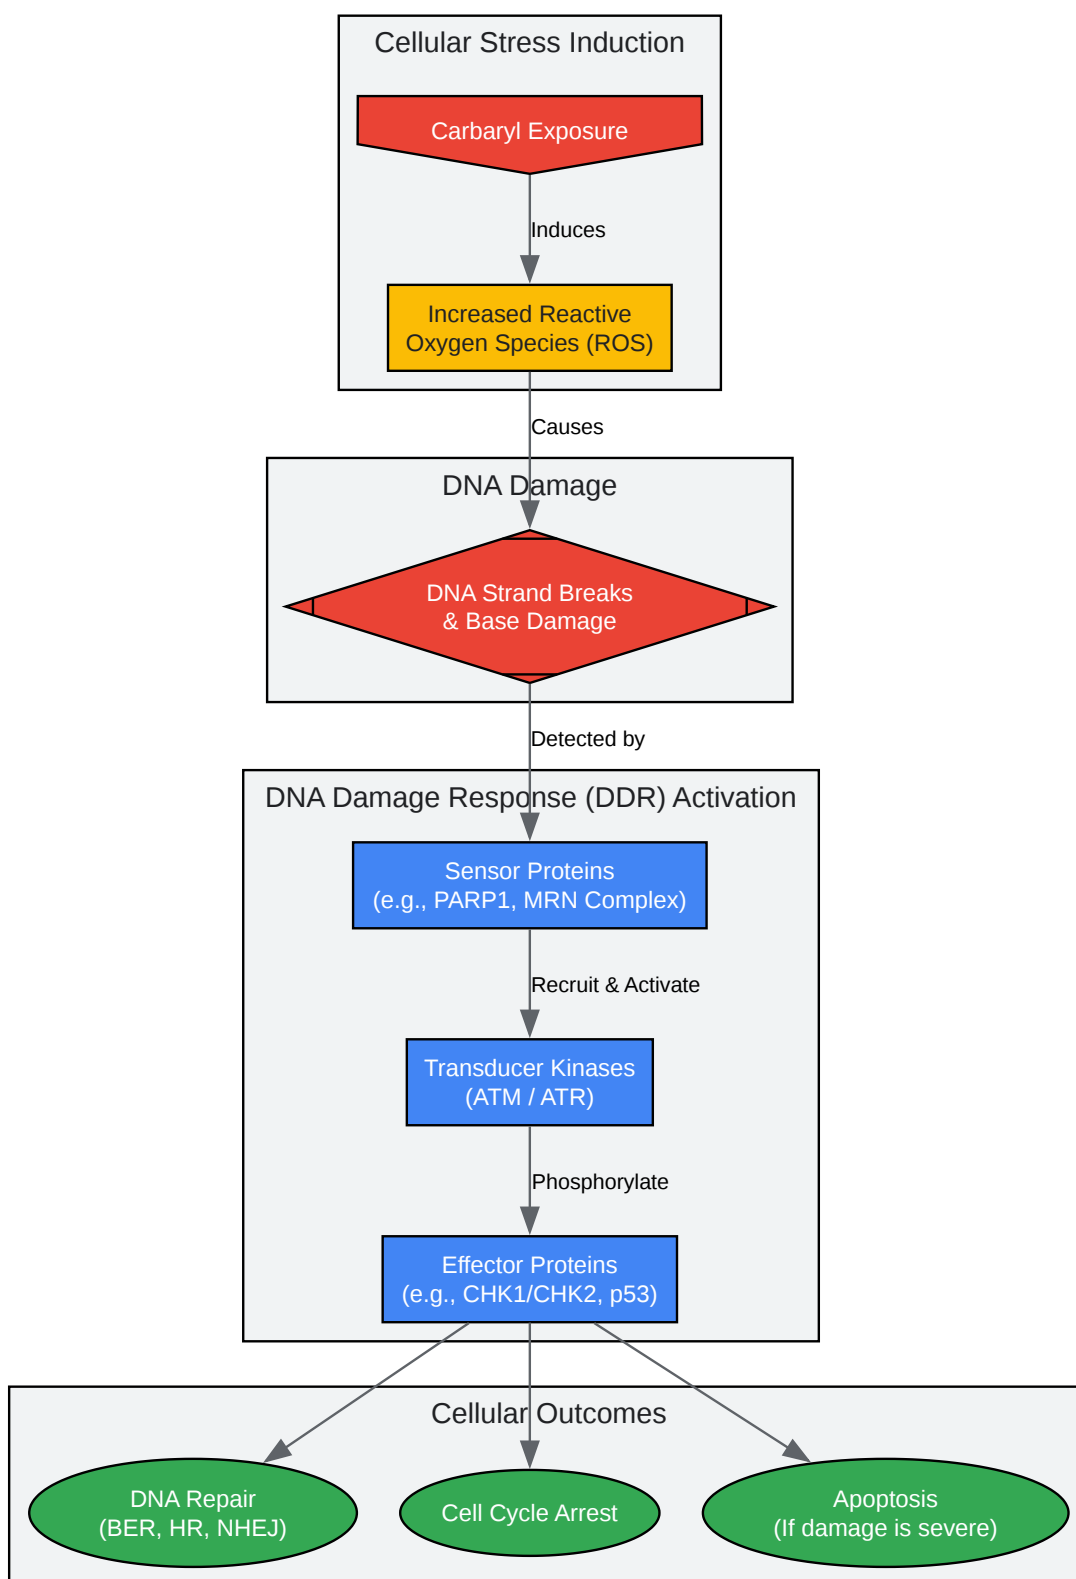 Cellular Stress Induction
Carbaryl Exposure
Induces
Increased Reactive
Oxygen Species (ROS)
Causes
DNA Damage
DNA Strand Breaks
& Base Damage
Detected by
DNA Damage Response (DDR) Activation
Sensor Proteins
(e.g., PARP1, MRN Complex)
Recruit & Activate
Transducer Kinases
(ATM / ATR)
Phosphorylate
Effector Proteins
(e.g., CHK1/CHK2, p53)
Cellular Outcomes
DNA Repair
(BER, HR, NHEJ)
Cell Cycle Arrest
Apoptosis
(If damage is severe)